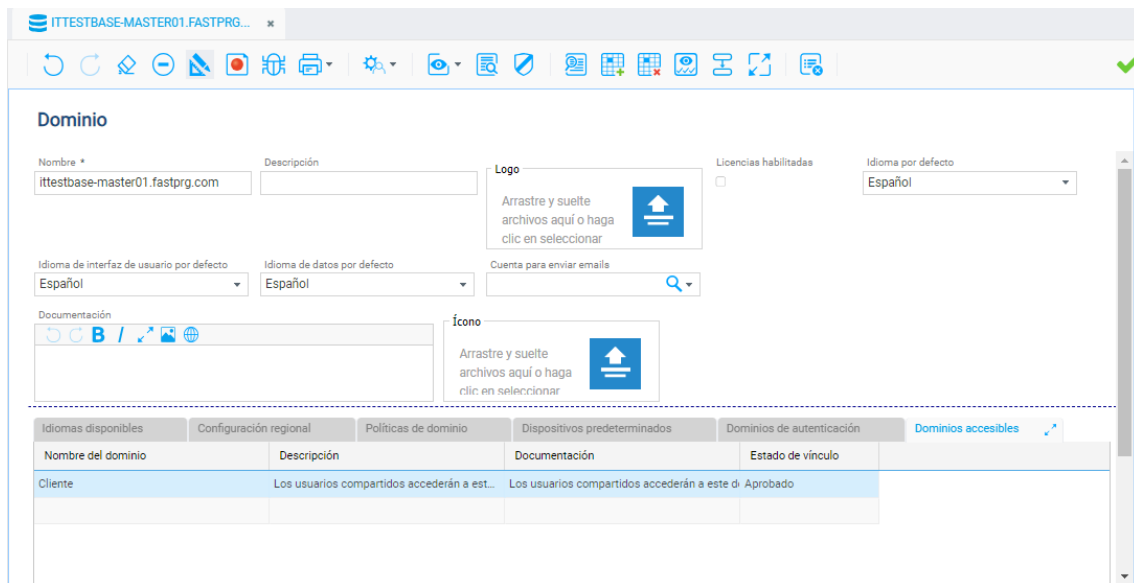 ITTESTBASE-MASTER01.FASTPRG...
Dominio
Nombre *
Descripción
Logo
Licencias habilitadas
Idioma por defecto
ittestbase-master01.fastprg.com
Español
Arrastre y suelte
archivos aquí o haga
clic en seleccionar
Idioma de interfaz de usuario por defecto
Idioma de datos por defecto
Cuenta para enviar emails
Español
Español
Documentación
Ícono
B I
Arrastre y suelte
archivos aquí o haga
clic en seleccionar
Idiomas disponibles
Configuración regional
Políticas de dominio
Dispositivos predeterminados
Dominios de autenticación
Dominios accesibles
Nombre del dominio
Descripción
Documentación
Estado de vínculo
Cliente
Los usuarios compartidos accederán a est...
Los usuarios compartidos accederán a este d
Aprobado